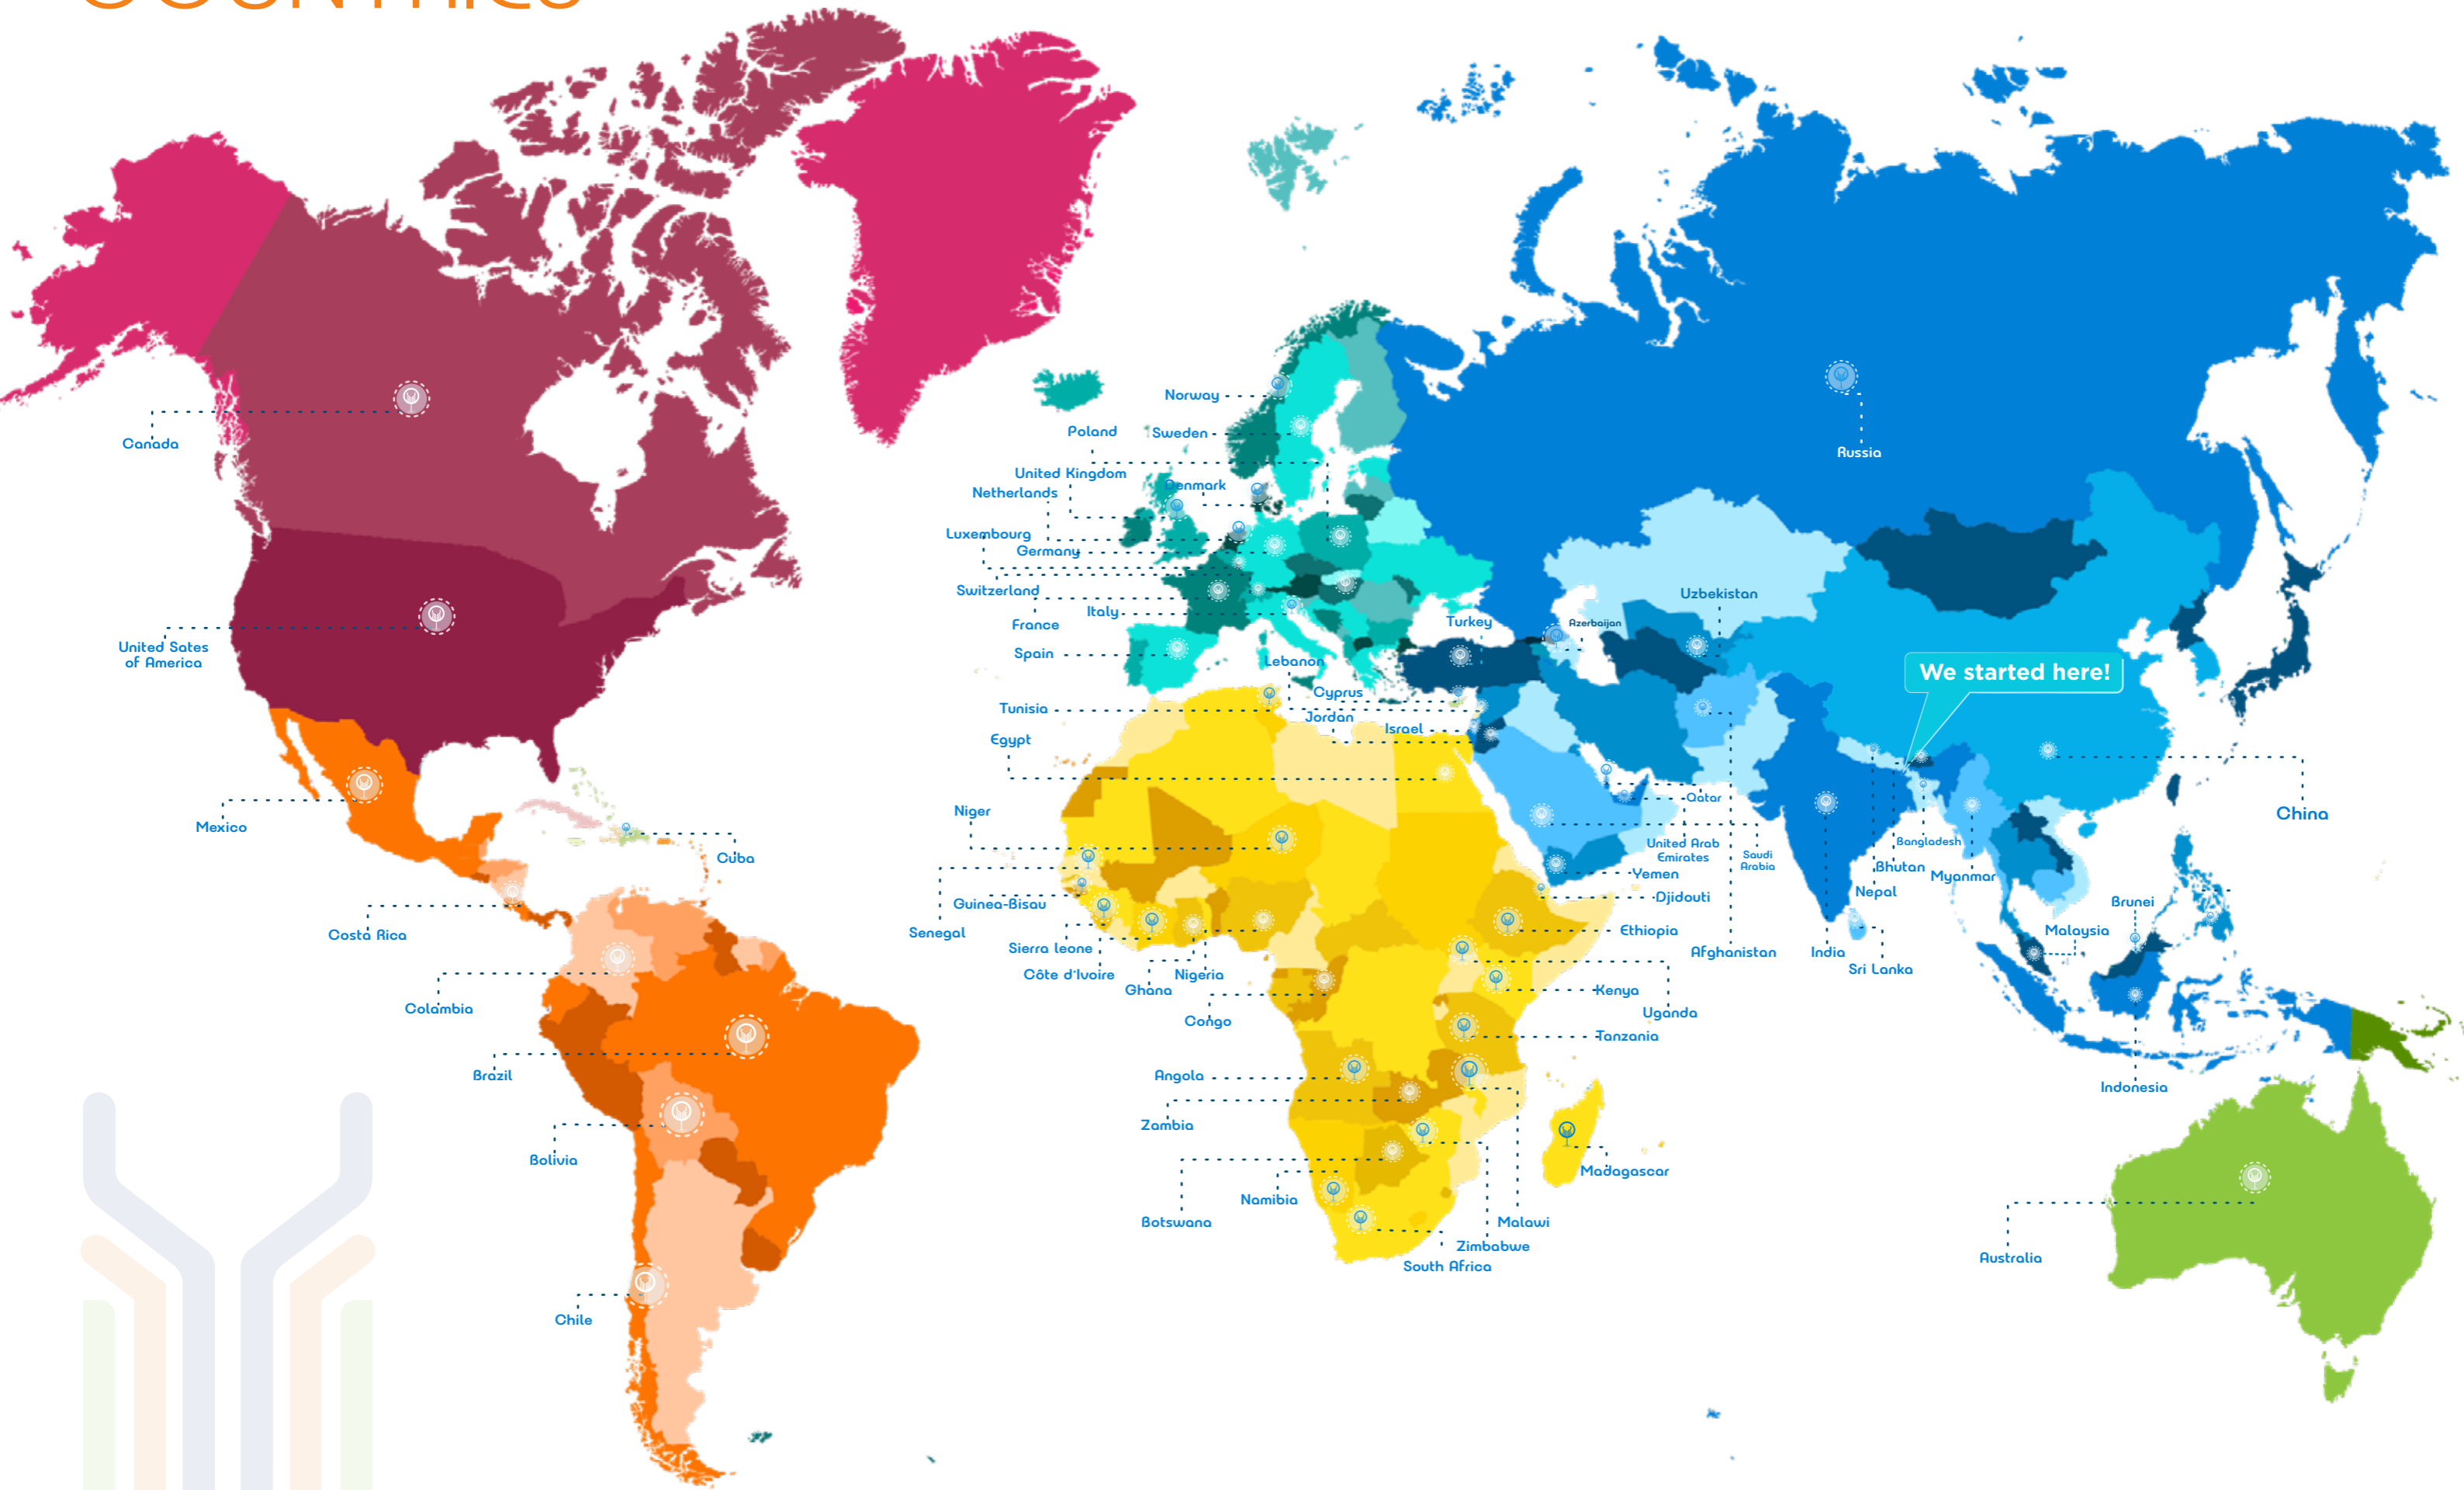 COUNTRIES
Norway
Poland
Sweden
United Kingdom
Denmark
Netherlands
Canada
Russia
Luxembourg
Germany
Switzerland
Uzbekistan
Italy
France
Turkey
Azerbaijan
United Sates
of America
Spain
Lebanon
We started here!
Cyprus
Tunisia
Jordan
Israel
Egypt
Qatar
Niger
China
Mexico
United Arab
Emirates
Saudi
Arabia
Bangladesh
Cuba
Bhutan
Yemen
Myanmar
Nepal
Djidouti
Guinea-Bisau
Brunei
Costa Rica
Senegal
Ethiopia
Malaysia
Sierra leone
Afghanistan
India
Côte d'Ivoire
Nigeria
Sri Lanka
Ghana
Kenya
Colambia
Uganda
Congo
Tanzania
Brazil
Angola
Indonesia
Zambia
Bolivia
Madagascar
Namibia
Botswana
Malawi
Zimbabwe
Australia
South Africa
Chile